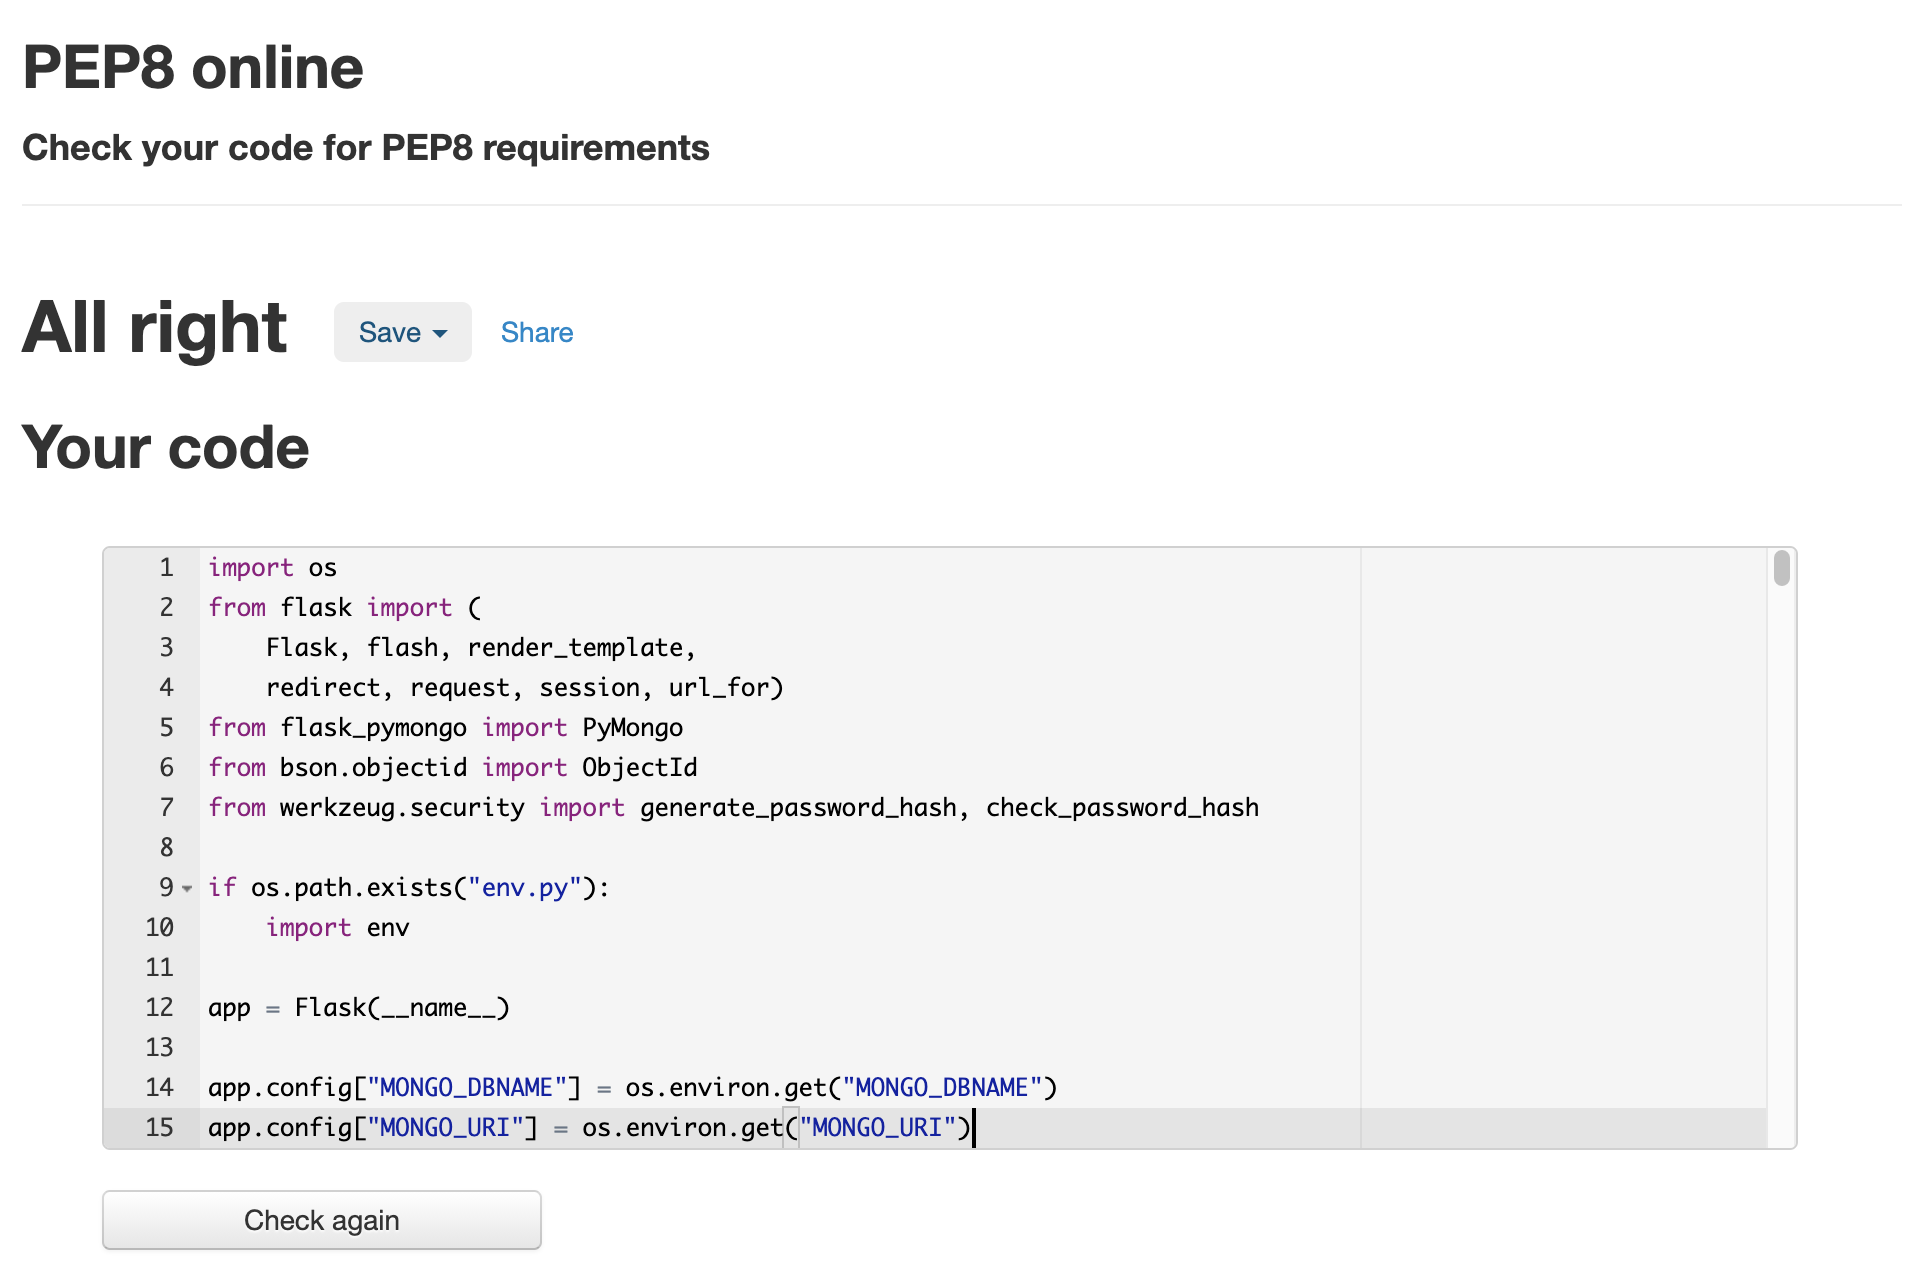 PEP8 online
Check your code for PEP8 requirements
All right Save Share
Your code
1 import os
2 from flask import (
3     Flask, flash, render_template,
4     redirect, request, session, url_for)
5 from flask_pymongo import PyMongo
6 from bson.objectid import ObjectId
7 from werkzeug.security import generate_password_hash, check_password_hash
8
9 if os.path.exists("env.py"):
10     import env
11
12 app = Flask(__name__)
13
14 app.config["MONGO_DBNAME"] = os.environ.get("MONGO_DBNAME")
15 app.config["MONGO_URI"] = os.environ.get("MONGO_URI")
Check again